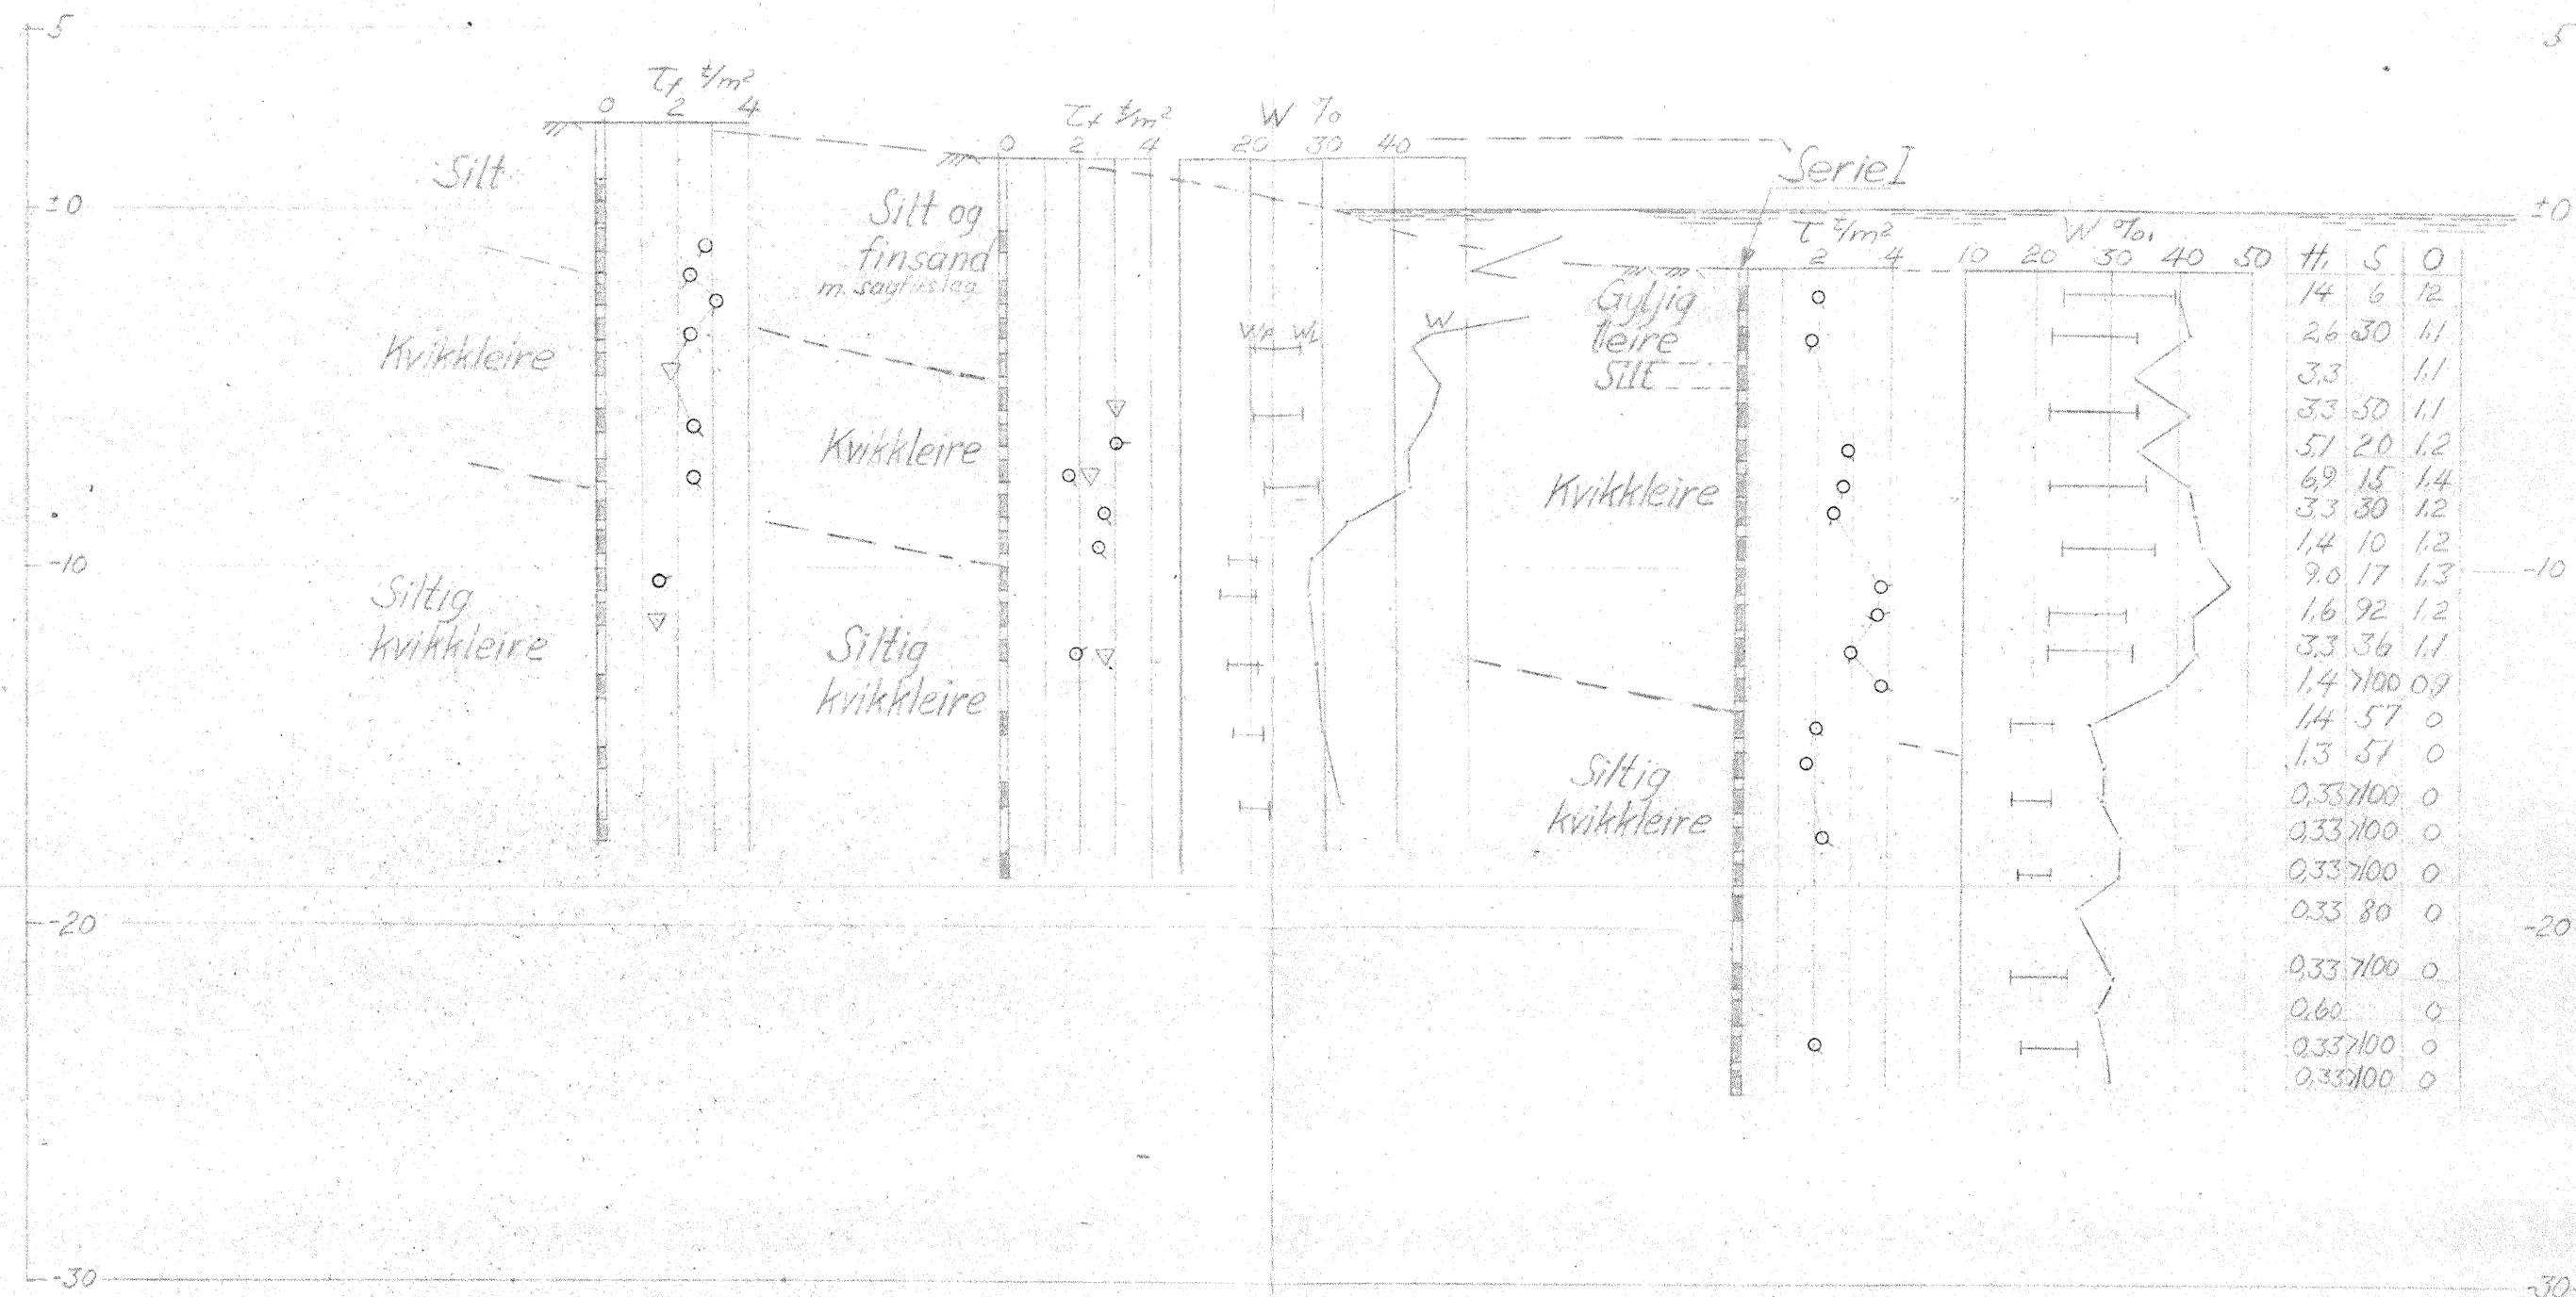 5 5
τf t/m²
0 2 4
τf t/m² W %
0 2 4 20 30 40
Silt
Serie I
±0 ±0
Silt og
finsand
τ t/m² W %
0 2 4 10 20 30 40 50 H, S O
14 6 12
Gytjig
leire
Silt
W
Wp WL
2,6 30 1,1
Kvikkleire
3,3 1,1
3,3 50 1,1
Kvikkleire
5,1 20 1,2
6,9 15 1,4
Kvikkleire
3,3 30 1,2
1,4 10 1,2
-10 -10
9,0 17 1,3
Siltig
kvikkleire
1,6 92 1,2
Siltig
kvikkleire
3,3 36 1,1
1,4 >100 0,9
1,4 57 0
1,3 57 0
Siltig
kvikkleire
0,33 >100 0
0,33 >100 0
0,33 >100 0
-20 -20
0,33 80 0
0,33 >100 0
0,60 0
0,33 >100 0
0,33 >100 0
-30 -30